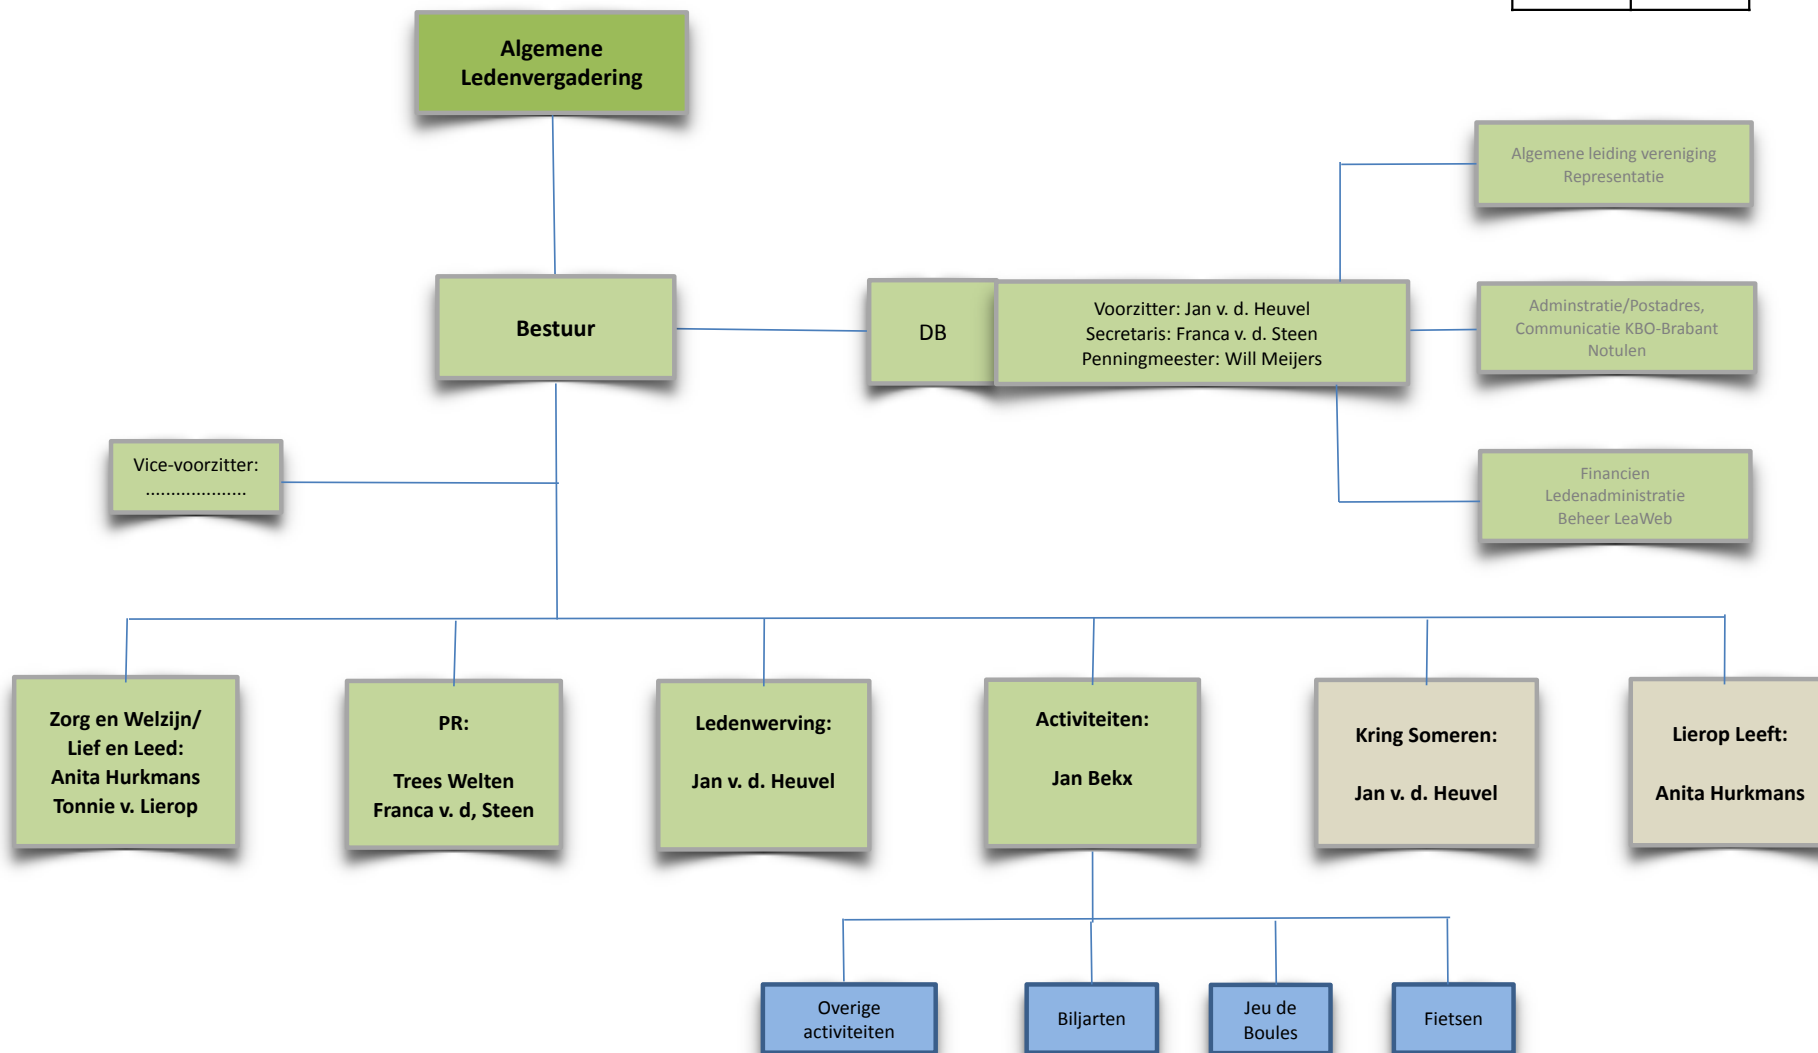 Algemene
Ledenvergadering
Algemene leiding vereniging
Representatie
Bestuur
DB
Voorzitter: Jan v. d. Heuvel
Secretaris: Franca v. d. Steen
Penningmeester: Will Meijers
Adminstratie/Postadres,
Communicatie KBO-Brabant
Notulen
Vice-voorzitter:
....................
Financien
Ledenadministratie
Beheer LeaWeb
Zorg en Welzijn/
Lief en Leed:
Anita Hurkmans
Tonnie v. Lierop
PR:
Trees Welten
Franca v. d, Steen
Ledenwerving:
Jan v. d. Heuvel
Activiteiten:
Jan Bekx
Kring Someren:
Jan v. d. Heuvel
Lierop Leeft:
Anita Hurkmans
Overige
activiteiten
Biljarten
Jeu de
Boules
Fietsen